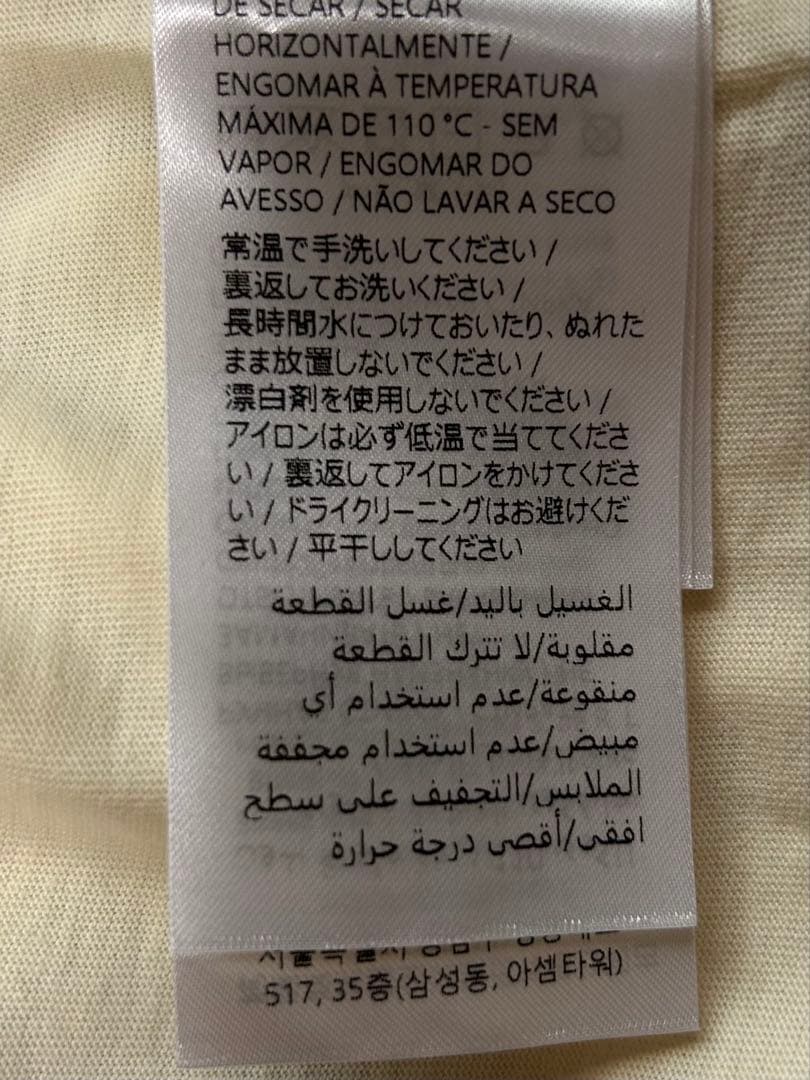 DE SECAR / SECAR
HORIZONTALMENTE /
ENGOMAR À TEMPERATURA
MÁXIMA DE 110 °C - SEM
VAPOR / ENGOMAR DO
AVESSO / NÃO LAVAR A SECO
常温で手洗いしてください /
裏返してお洗いください /
長時間水につけておいたり、ぬれた
まま放置しないでください /
漂白剤を使用しないでください /
アイロンは必ず低温で当ててくださ
い / 裏返してアイロンをかけてくださ
い / ドライクリーニングはお避けくだ
さい / 平干ししてください
الغسيل باليد/غسل القطعة
مقلوبة/لا تترك القطعة
منقوعة/عدم استخدام أي
مبيض/عدم استخدام مجففة
الملابس/التجفيف على سطح
افقى/أقصى درجة حرارة
517, 35층(삼성동, 아셈타워)